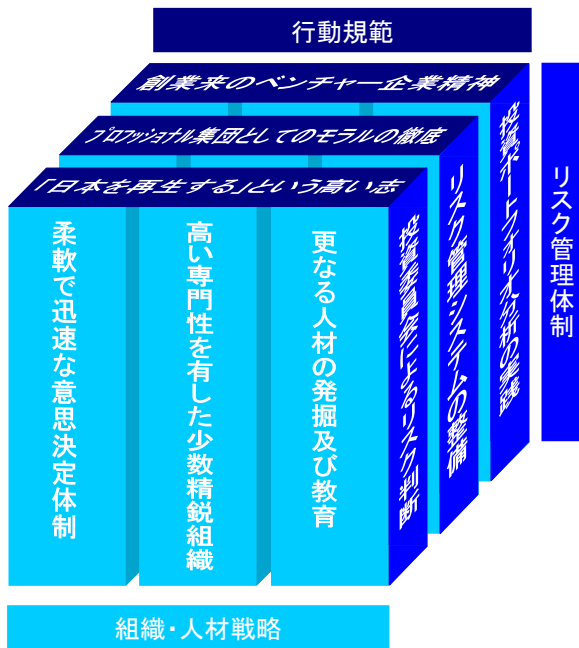 行動規範
創業来のベンチャー企業精神
プロフェッショナル集団としてのモラルの徹底
「日本を再生する」という高い志
柔軟で迅速な意思決定体制
高い専門性を有した少数精鋭組織
更なる人材の発掘及び教育
投資委員会によるリスク判断
リスク管理システムの整備
投資ポートフォリオ分析の実践
リスク管理体制
組織・人材戦略